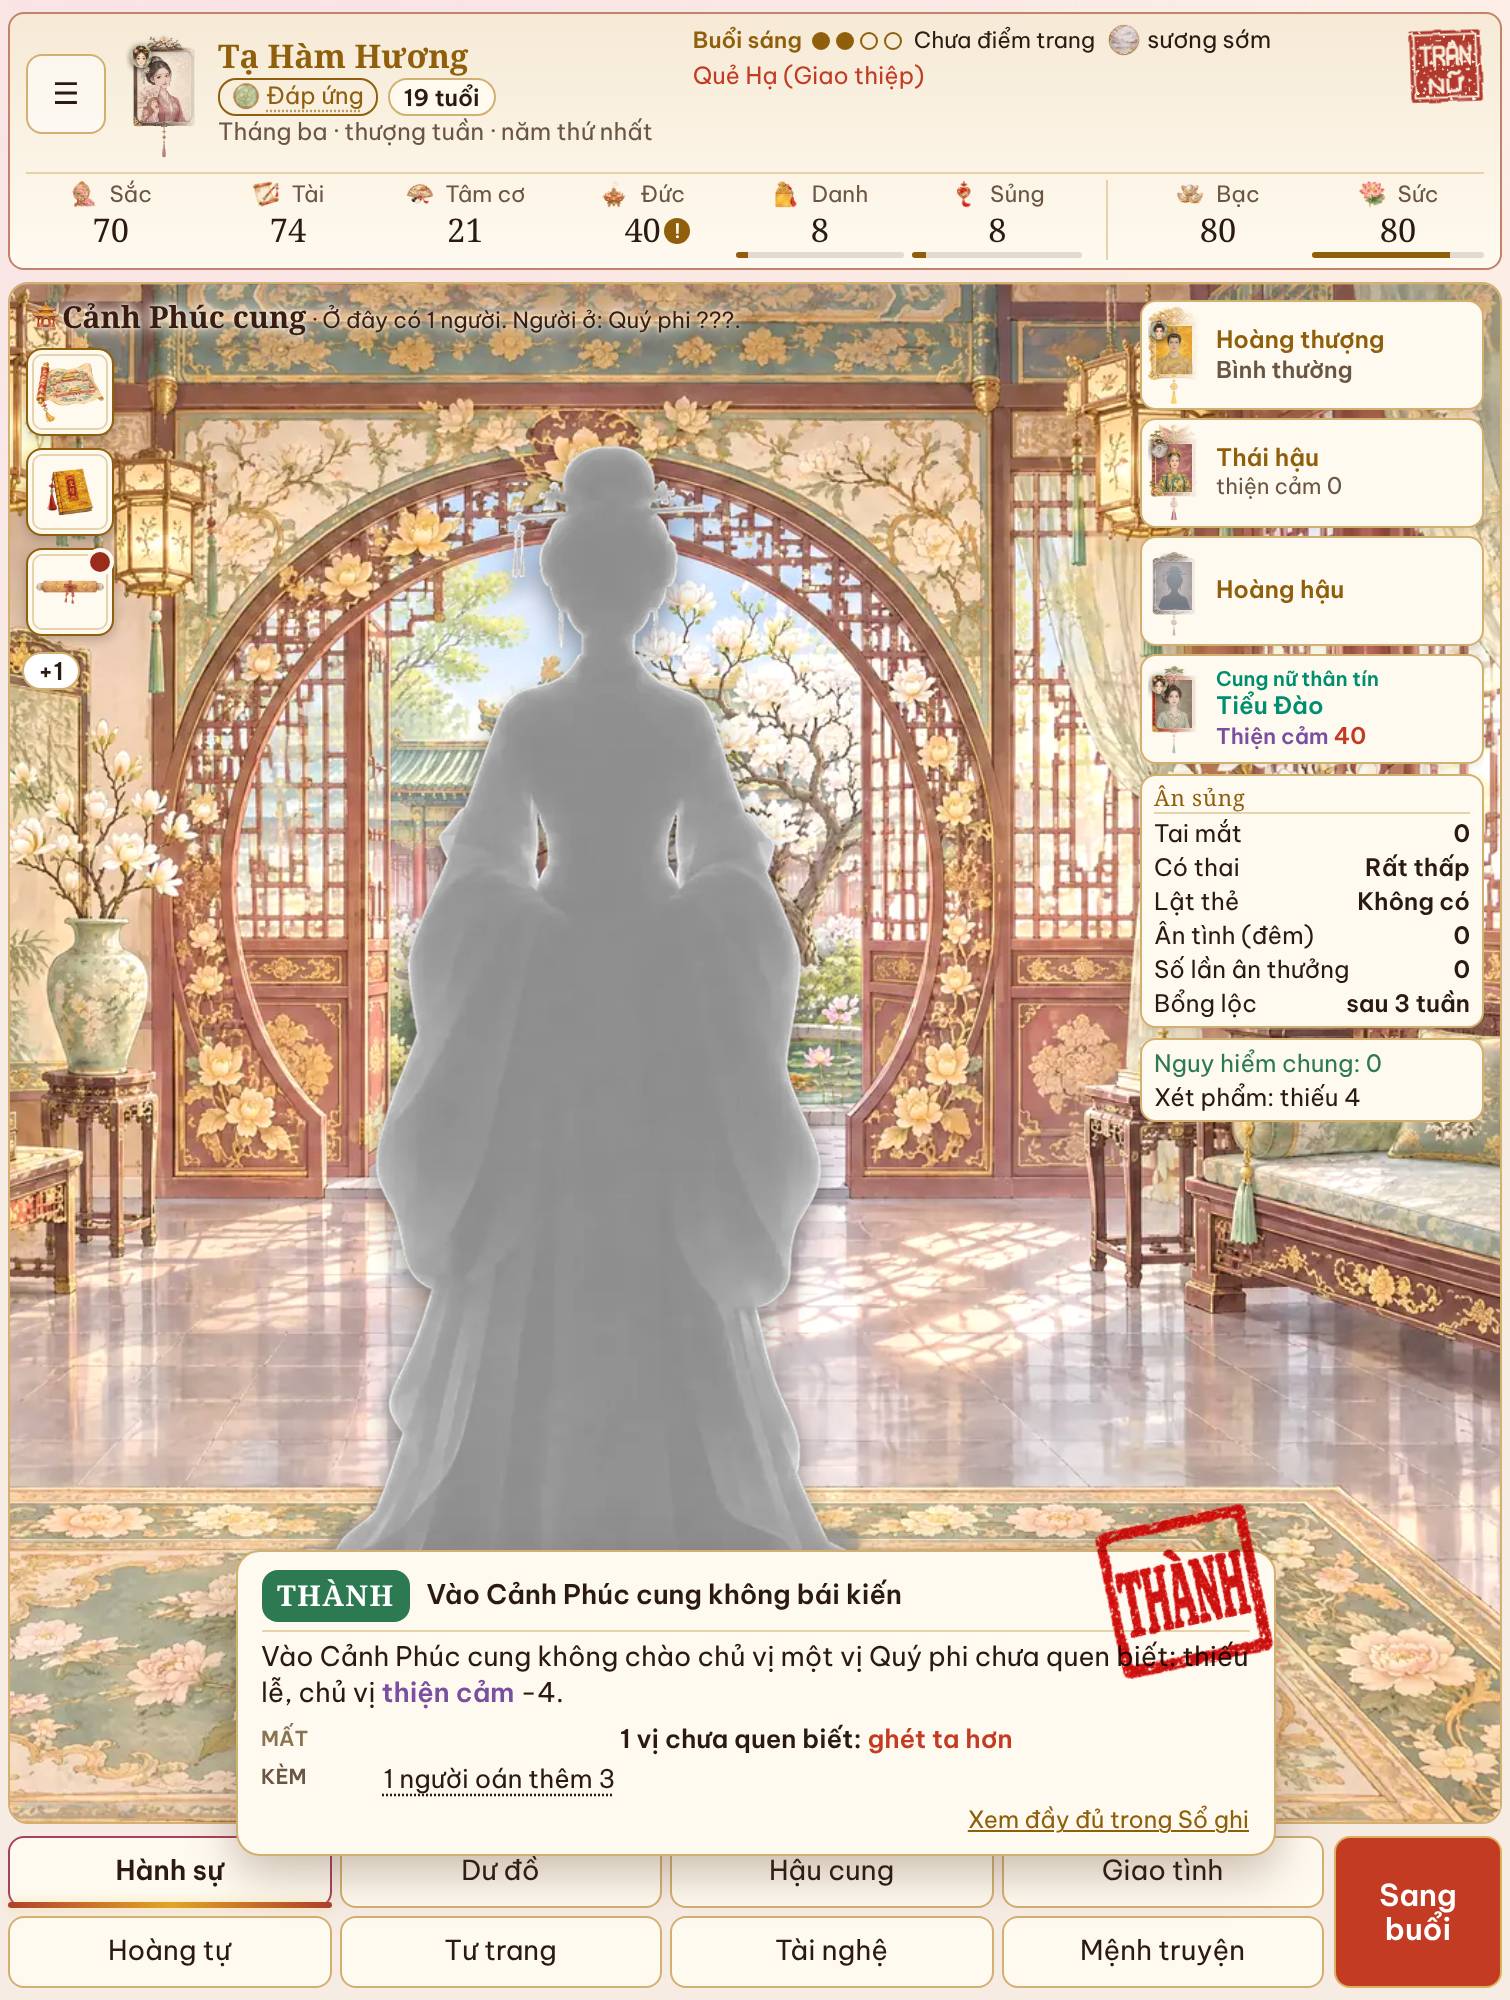 Tạ Hàm Hương
Đáp ứng
19 tuổi
Tháng ba · thượng tuần · năm thứ nhất
Buổi sáng
Chưa điểm trang
sương sớm
Quẻ Hạ (Giao thiệp)
TRÂN NỮ
Sắc
70
Tài
74
Tâm cơ
21
Đức
40!
Danh
8
Sủng
8
Bạc
80
Sức
80
Cảnh Phúc cung · Ở đây có 1 người. Người ở: Quý phi ???.
+1
Hoàng thượng
Bình thường
Thái hậu
thiện cảm 0
Hoàng hậu
Cung nữ thân tín
Tiểu Đào
Thiện cảm 40
Ân sủng
Tai mắt 0
Có thai Rất thấp
Lật thẻ Không có
Ân tình (đêm) 0
Số lần ân thưởng 0
Bổng lộc sau 3 tuần
Nguy hiểm chung: 0
Xét phẩm: thiếu 4
THÀNH Vào Cảnh Phúc cung không bái kiến
THÀNH
Vào Cảnh Phúc cung không chào chủ vị một vị Quý phi chưa quen biết: thiếu
lễ, chủ vị thiện cảm -4.
MẤT 1 vị chưa quen biết: ghét ta hơn
KÈM 1 người oán thêm 3
Xem đầy đủ trong Sổ ghi
Hành sự
Dư đồ
Hậu cung
Giao tình
Hoàng tự
Tư trang
Tài nghệ
Mệnh truyện
Sang
buổi